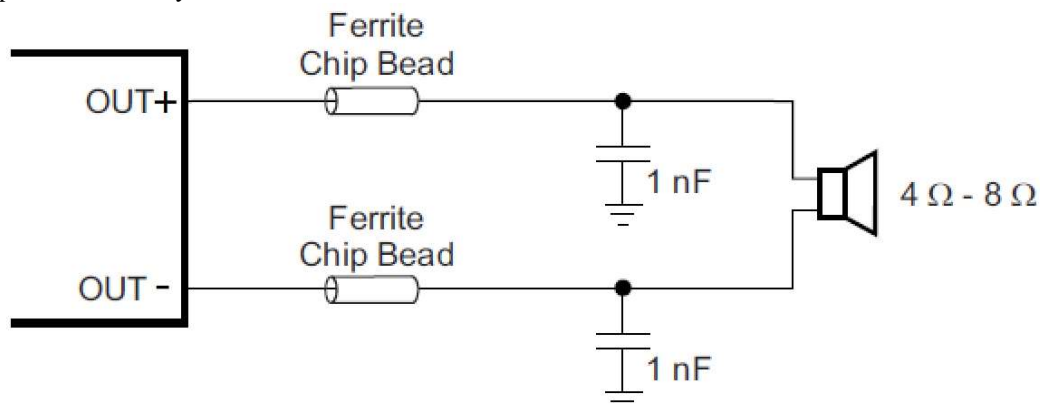 Ferrite
Chip Bead
OUT+
1 nF
4 Ω - 8 Ω
Ferrite
Chip Bead
OUT -
1 nF